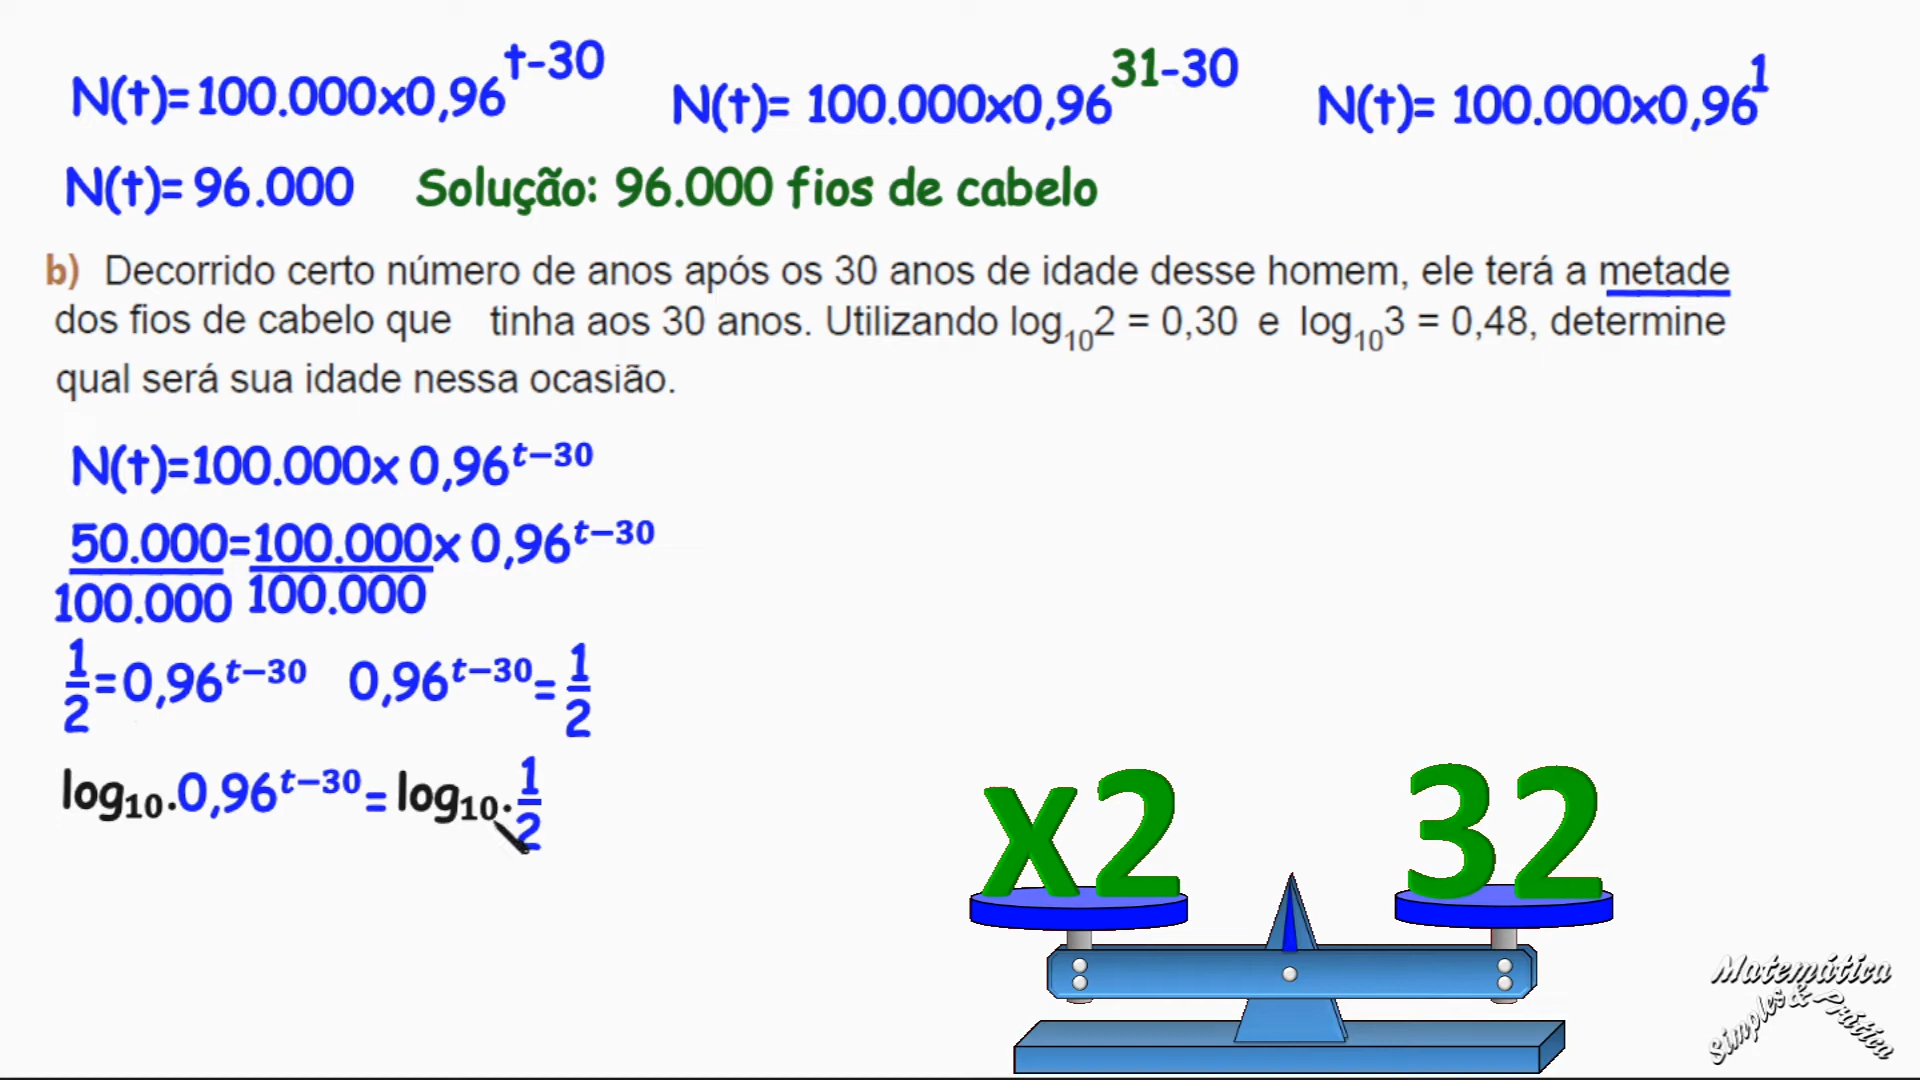 N(t)=100.000x0,96^t-30 N(t)= 100.000x0,96^31-30 N(t)= 100.000x0,96^1
N(t)= 96.000 Solução: 96.000 fios de cabelo
b) Decorrido certo número de anos após os 30 anos de idade desse homem, ele terá a metade
dos fios de cabelo que tinha aos 30 anos. Utilizando log₁₀2 = 0,30 e log₁₀3 = 0,48, determine
qual será sua idade nessa ocasião.
N(t)=100.000x 0,96^t−30
50.000=100.000x 0,96^t−30
100.000 100.000
1/2=0,96^t−30 0,96^t−30=1/2
log₁₀.0,96^t−30= log₁₀.1/2
x2 32
Matemática
Simples & Prática